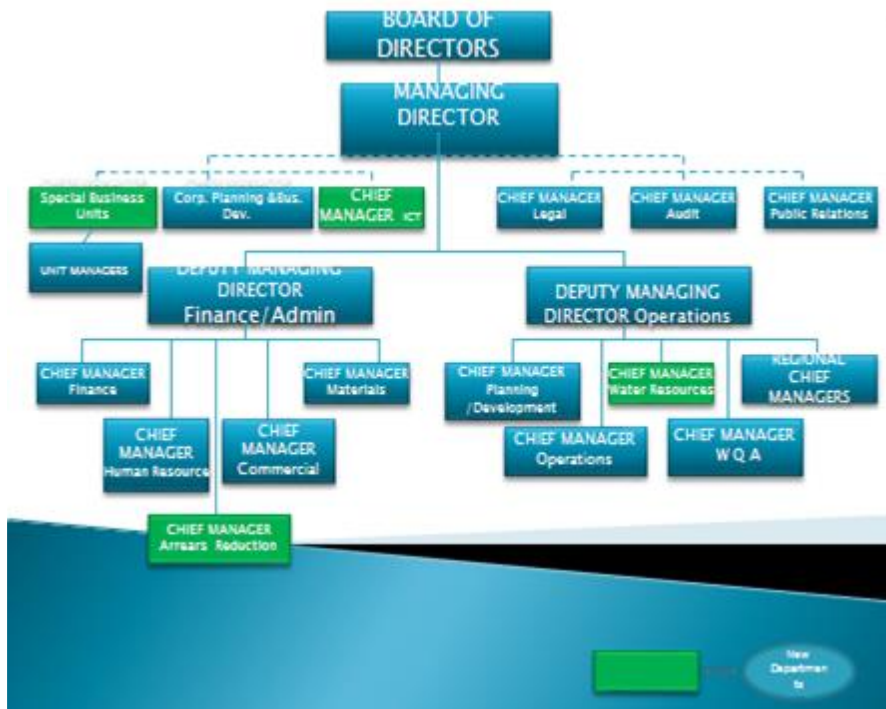 BOARD OF
DIRECTORS
MANAGING
DIRECTOR
Special Business
Units
Corp. Planning &Bus.
Dev.
CHIEF
MANAGER ICT
CHIEF MANAGER
Legal
CHIEF MANAGER
Audit
CHIEF MANAGER
Public Relations
UNIT MANAGERS
DEPUTY MANAGING
DIRECTOR
Finance/Admin
DEPUTY MANAGING
DIRECTOR Operations
CHIEF MANAGER
Finance
CHIEF MANAGER
Materials
CHIEF MANAGER
Planning
/Development
CHIEF MANAGER
Water Resources
REGIONAL
CHIEF
MANAGERS
CHIEF
MANAGER
Human Resource
CHIEF
MANAGER
Commercial
CHIEF MANAGER
Operations
CHIEF MANAGER
W Q A
CHIEF MANAGER
Arrears Reduction
New
Departmen
ts